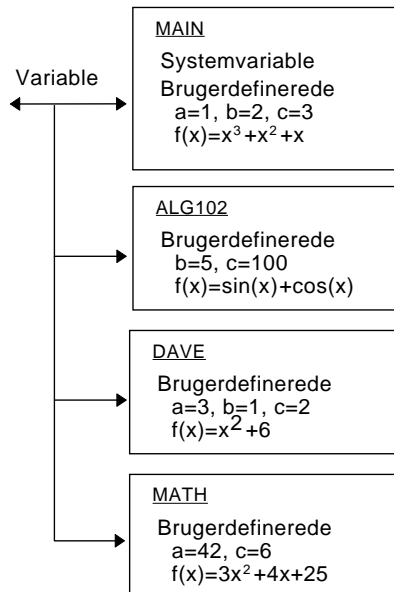 Variable
MAIN
Systemvariable
Brugerdefinerede
a=1, b=2, c=3
f(x)=x³+x²+x
ALG102
Brugerdefinerede
b=5, c=100
f(x)=sin(x)+cos(x)
DAVE
Brugerdefinerede
a=3, b=1, c=2
f(x)=x²+6
MATH
Brugerdefinerede
a=42, c=6
f(x)=3x²+4x+25